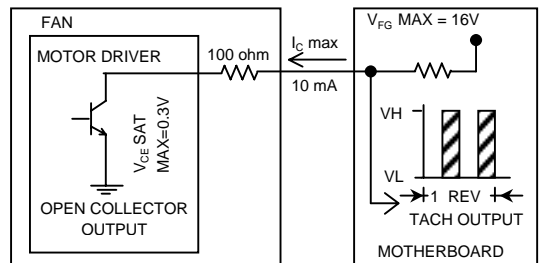 FAN
MOTOR DRIVER
V_CE SAT
MAX=0.3V
OPEN COLLECTOR
OUTPUT
100 ohm
I_C max
10 mA
V_FG MAX = 16V
VH
VL
1 REV
TACH OUTPUT
MOTHERBOARD